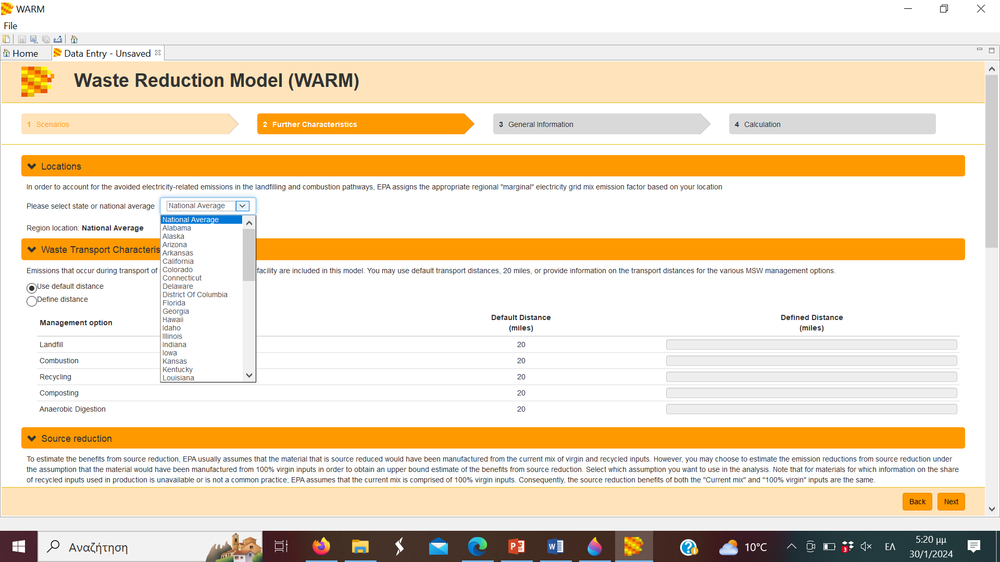 WARM
File
Home
Data Entry - Unsaved
Waste Reduction Model (WARM)
1 Scenarios
2 Further Characteristics
3 General Information
4 Calculation
Locations
In order to account for the avoided electricity-related emissions in the landfilling and combustion pathways, EPA assigns the appropriate regional "marginal" electricity grid mix emission factor based on your location
Please select state or national average National Average
Region location: National Average
National Average
Alabama
Alaska
Arizona
Arkansas
California
Colorado
Connecticut
Delaware
District Of Columbia
Florida
Georgia
Hawaii
Idaho
Illinois
Indiana
Iowa
Kansas
Kentucky
Louisiana
Waste Transport Characteris
Emissions that occur during transport of facility are included in this model. You may use default transport distances, 20 miles, or provide information on the transport distances for the various MSW management options.
Use default distance
Define distance
Management option Default Distance (miles) Defined Distance (miles)
Landfill 20
Combustion 20
Recycling 20
Composting 20
Anaerobic Digestion 20
Source reduction
To estimate the benefits from source reduction, EPA usually assumes that the material that is source reduced would have been manufactured from the current mix of virgin and recycled inputs. However, you may choose to estimate the emission reductions from source reduction under
the assumption that the material would have been manufactured from 100% virgin inputs in order to obtain an upper bound estimate of the benefits from source reduction. Select which assumption you want to use in the analysis. Note that for materials for which information on the share
of recycled inputs used in production is unavailable or is not a common practice; EPA assumes that the current mix is comprised of 100% virgin inputs. Consequently, the source reduction benefits of both the "Current mix" and "100% virgin" inputs are the same.
Back Next
Αναζήτηση
10°C
3
ΕΛ
5:20 μμ
30/1/2024